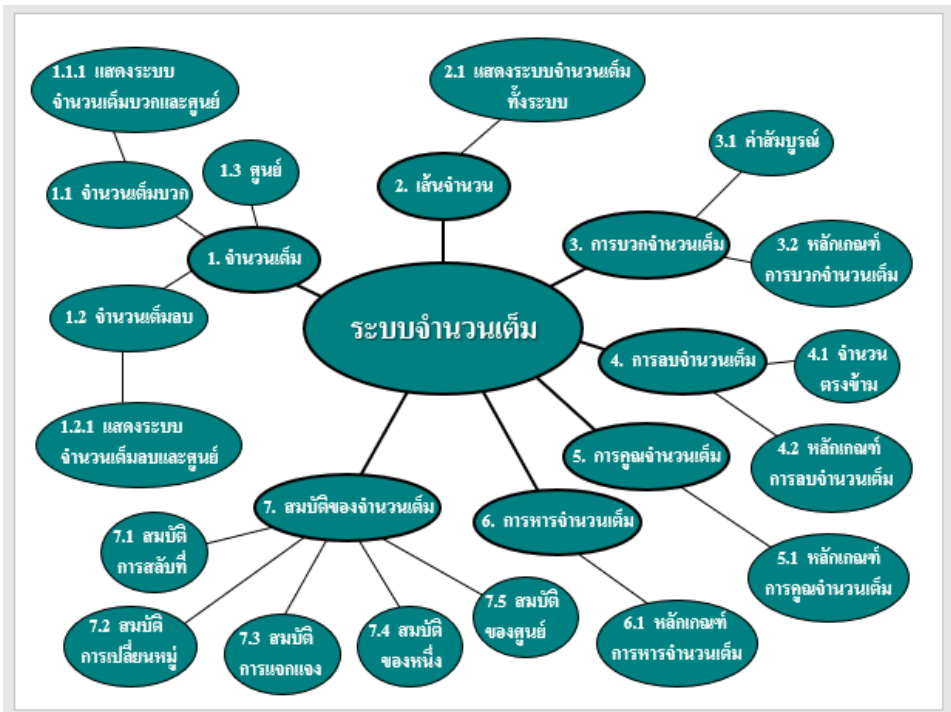 1.1.1 แสดงระบบ
จำนวนเต็มบวกและศูนย์
2.1 แสดงระบบจำนวนเต็ม
ทั้งระบบ
3.1 ค่าสัมบูรณ์
1.3 ศูนย์
1.1 จำนวนเต็มบวก
2. เส้นจำนวน
1. จำนวนเต็ม
3. การบวกจำนวนเต็ม
3.2 หลักเกณฑ์
การบวกจำนวนเต็ม
1.2 จำนวนเต็มลบ
ระบบจำนวนเต็ม
4. การลบจำนวนเต็ม
4.1 จำนวน
ตรงข้าม
1.2.1 แสดงระบบ
จำนวนเต็มลบและศูนย์
5. การคูณจำนวนเต็ม
4.2 หลักเกณฑ์
การลบจำนวนเต็ม
7. สมบัติของจำนวนเต็ม
6. การหารจำนวนเต็ม
7.1 สมบัติ
การสลับที่
5.1 หลักเกณฑ์
การคูณจำนวนเต็ม
7.2 สมบัติ
การเปลี่ยนหมู่
7.3 สมบัติ
การแจกแจง
7.4 สมบัติ
ของหนึ่ง
7.5 สมบัติ
ของศูนย์
6.1 หลักเกณฑ์
การหารจำนวนเต็ม